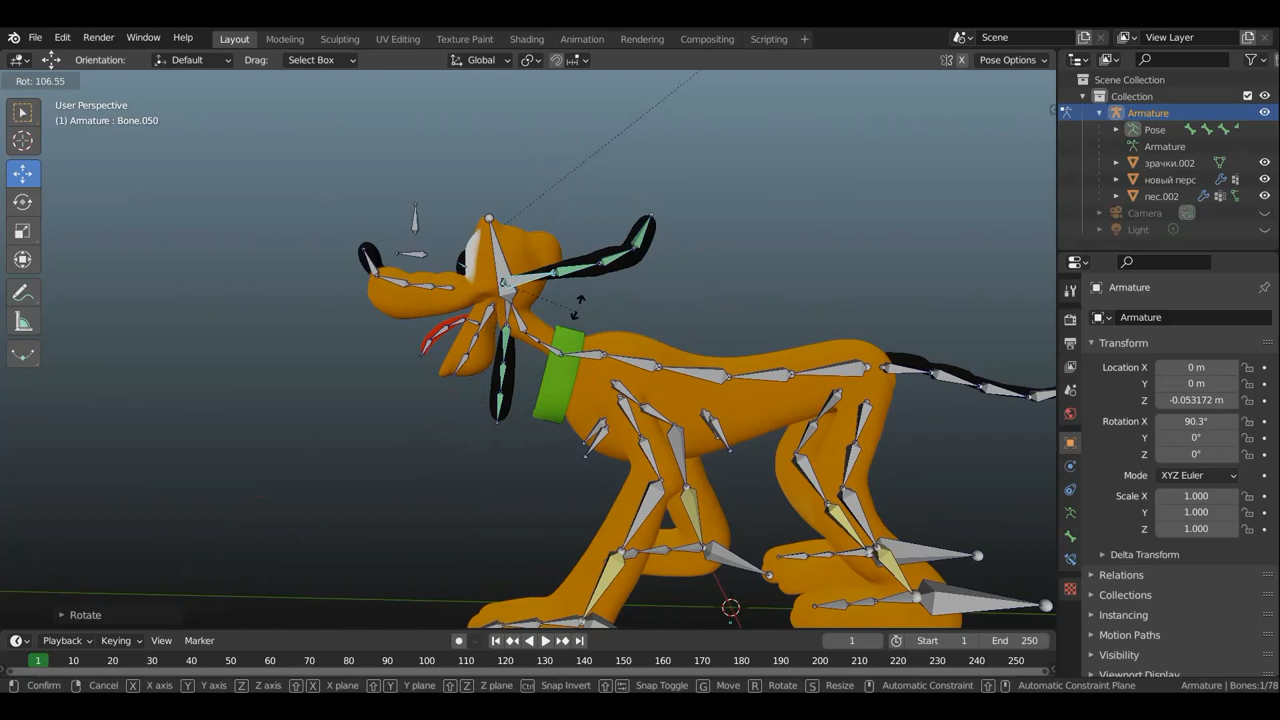 File Edit Render Window Help Layout Modeling Sculpting UV Editing Texture Paint Shading Animation Rendering Compositing Scripting + Scene View Layer
Orientation: Default Drag: Select Box Global X Pose Options
Rot: 106.55
User Perspective
(1) Armature : Bone.050
Scene Collection
Collection
Armature
Pose
Armature
зрачки.002
новый перс
пес.002
Camera
Light
Armature
Armature
Transform
Location X 0 m
Y 0 m
Z -0.053172 m
Rotation X 90.3°
Y 0°
Z 0°
Mode XYZ Euler
Scale X 1.000
Y 1.000
Z 1.000
Delta Transform
Relations
Collections
Instancing
Motion Paths
Visibility
Viewport Display
Rotate
Playback Keying View Marker 1 Start 1 End 250
1 10 20 30 40 50 60 70 80 90 100 110 120 130 140 150 160 170 180 190 200 210 220 230 240 250
Confirm Cancel X X axis Y Y axis Z Z axis X X plane Y Y plane Z Z plane Ctrl Snap Invert Snap Toggle G Move R Rotate S Resize Automatic Constraint Automatic Constraint Plane Armature | Bones:1/78